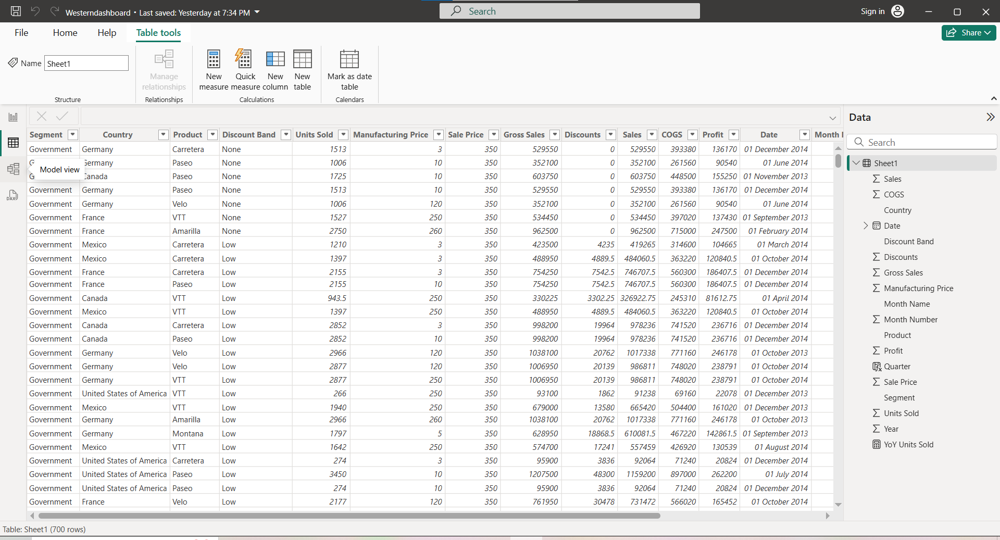 Westerndashboard • Last saved: Yesterday at 7:34 PM
Search
Sign in
File Home Help Table tools
Share
Name Sheet1
Manage relationships
New measure
Quick measure
New column
New table
Mark as date table
Structure
Relationships
Calculations
Calendars
Segment Country Product Discount Band Units Sold Manufacturing Price Sale Price Gross Sales Discounts Sales COGS Profit Date Month
Government Germany Carretera None 1513 3 350 529550 0 529550 393380 136170 01 December 2014
G Germany Paseo None 1006 10 350 352100 0 352100 261560 90540 01 June 2014
Model view
G Canada Paseo None 1725 10 350 603750 0 603750 448500 155250 01 November 2013
Government Germany Paseo None 1513 10 350 529550 0 529550 393380 136170 01 December 2014
Government Germany Velo None 1006 120 350 352100 0 352100 261560 90540 01 June 2014
Government France VTT None 1527 250 350 534450 0 534450 397020 137430 01 September 2013
Government France Amarilla None 2750 260 350 962500 0 962500 715000 247500 01 February 2014
Government Mexico Carretera Low 1210 3 350 423500 4235 419265 314600 104665 01 March 2014
Government Mexico Carretera Low 1397 3 350 488950 4889.5 484060.5 363220 120840.5 01 October 2014
Government France Carretera Low 2155 3 350 754250 7542.5 746707.5 560300 186407.5 01 December 2014
Government France Paseo Low 2155 10 350 754250 7542.5 746707.5 560300 186407.5 01 December 2014
Government Canada VTT Low 943.5 250 350 330225 3302.25 326922.75 245310 81612.75 01 April 2014
Government Mexico VTT Low 1397 250 350 488950 4889.5 484060.5 363220 120840.5 01 October 2014
Government Canada Carretera Low 2852 3 350 998200 19964 978236 741520 236716 01 December 2014
Government Canada Paseo Low 2852 10 350 998200 19964 978236 741520 236716 01 December 2014
Government Germany Velo Low 2966 120 350 1038100 20762 1017338 771160 246178 01 October 2013
Government Germany Velo Low 2877 120 350 1006950 20139 986811 748020 238791 01 October 2014
Government Germany VTT Low 2877 250 350 1006950 20139 986811 748020 238791 01 October 2014
Government United States of America VTT Low 266 250 350 93100 1862 91238 69160 22078 01 December 2013
Government Mexico VTT Low 1940 250 350 679000 13580 665420 504400 161020 01 December 2013
Government Germany Amarilla Low 2966 260 350 1038100 20762 1017338 771160 246178 01 October 2013
Government Germany Montana Low 1797 5 350 628950 18868.5 610081.5 467220 142861.5 01 September 2013
Government Mexico VTT Low 1642 250 350 574700 17241 557459 426920 130539 01 August 2014
Government United States of America Carretera Low 274 3 350 95900 3836 92064 71240 20824 01 December 2014
Government United States of America Paseo Low 3450 10 350 1207500 48300 1159200 897000 262200 01 July 2014
Government United States of America Paseo Low 274 10 350 95900 3836 92064 71240 20824 01 December 2014
Government France Velo Low 2177 120 350 761950 30478 731472 566020 165452 01 October 2014
DAX
Data
Search
Sheet1
Sales
COGS
Country
Date
Discount Band
Discounts
Gross Sales
Manufacturing Price
Month Name
Month Number
Product
Profit
Quarter
Sale Price
Segment
Units Sold
Year
YoY Units Sold
Table: Sheet1 (700 rows)